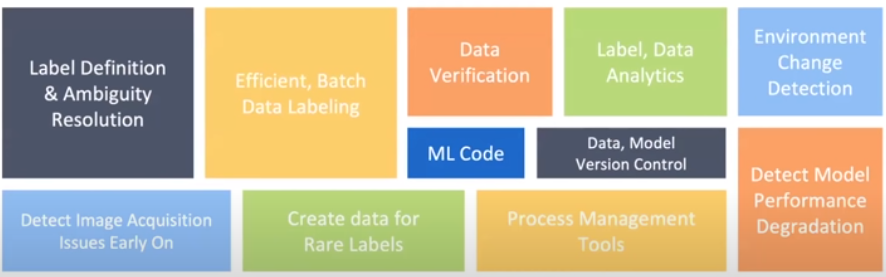 Label Definition
& Ambiguity
Resolution
Efficient, Batch
Data Labeling
Data
Verification
Label, Data
Analytics
Environment
Change
Detection
ML Code
Data, Model
Version Control
Detect Model
Performance
Degradation
Detect Image Acquisition
Issues Early On
Create data for
Rare Labels
Process Management
Tools